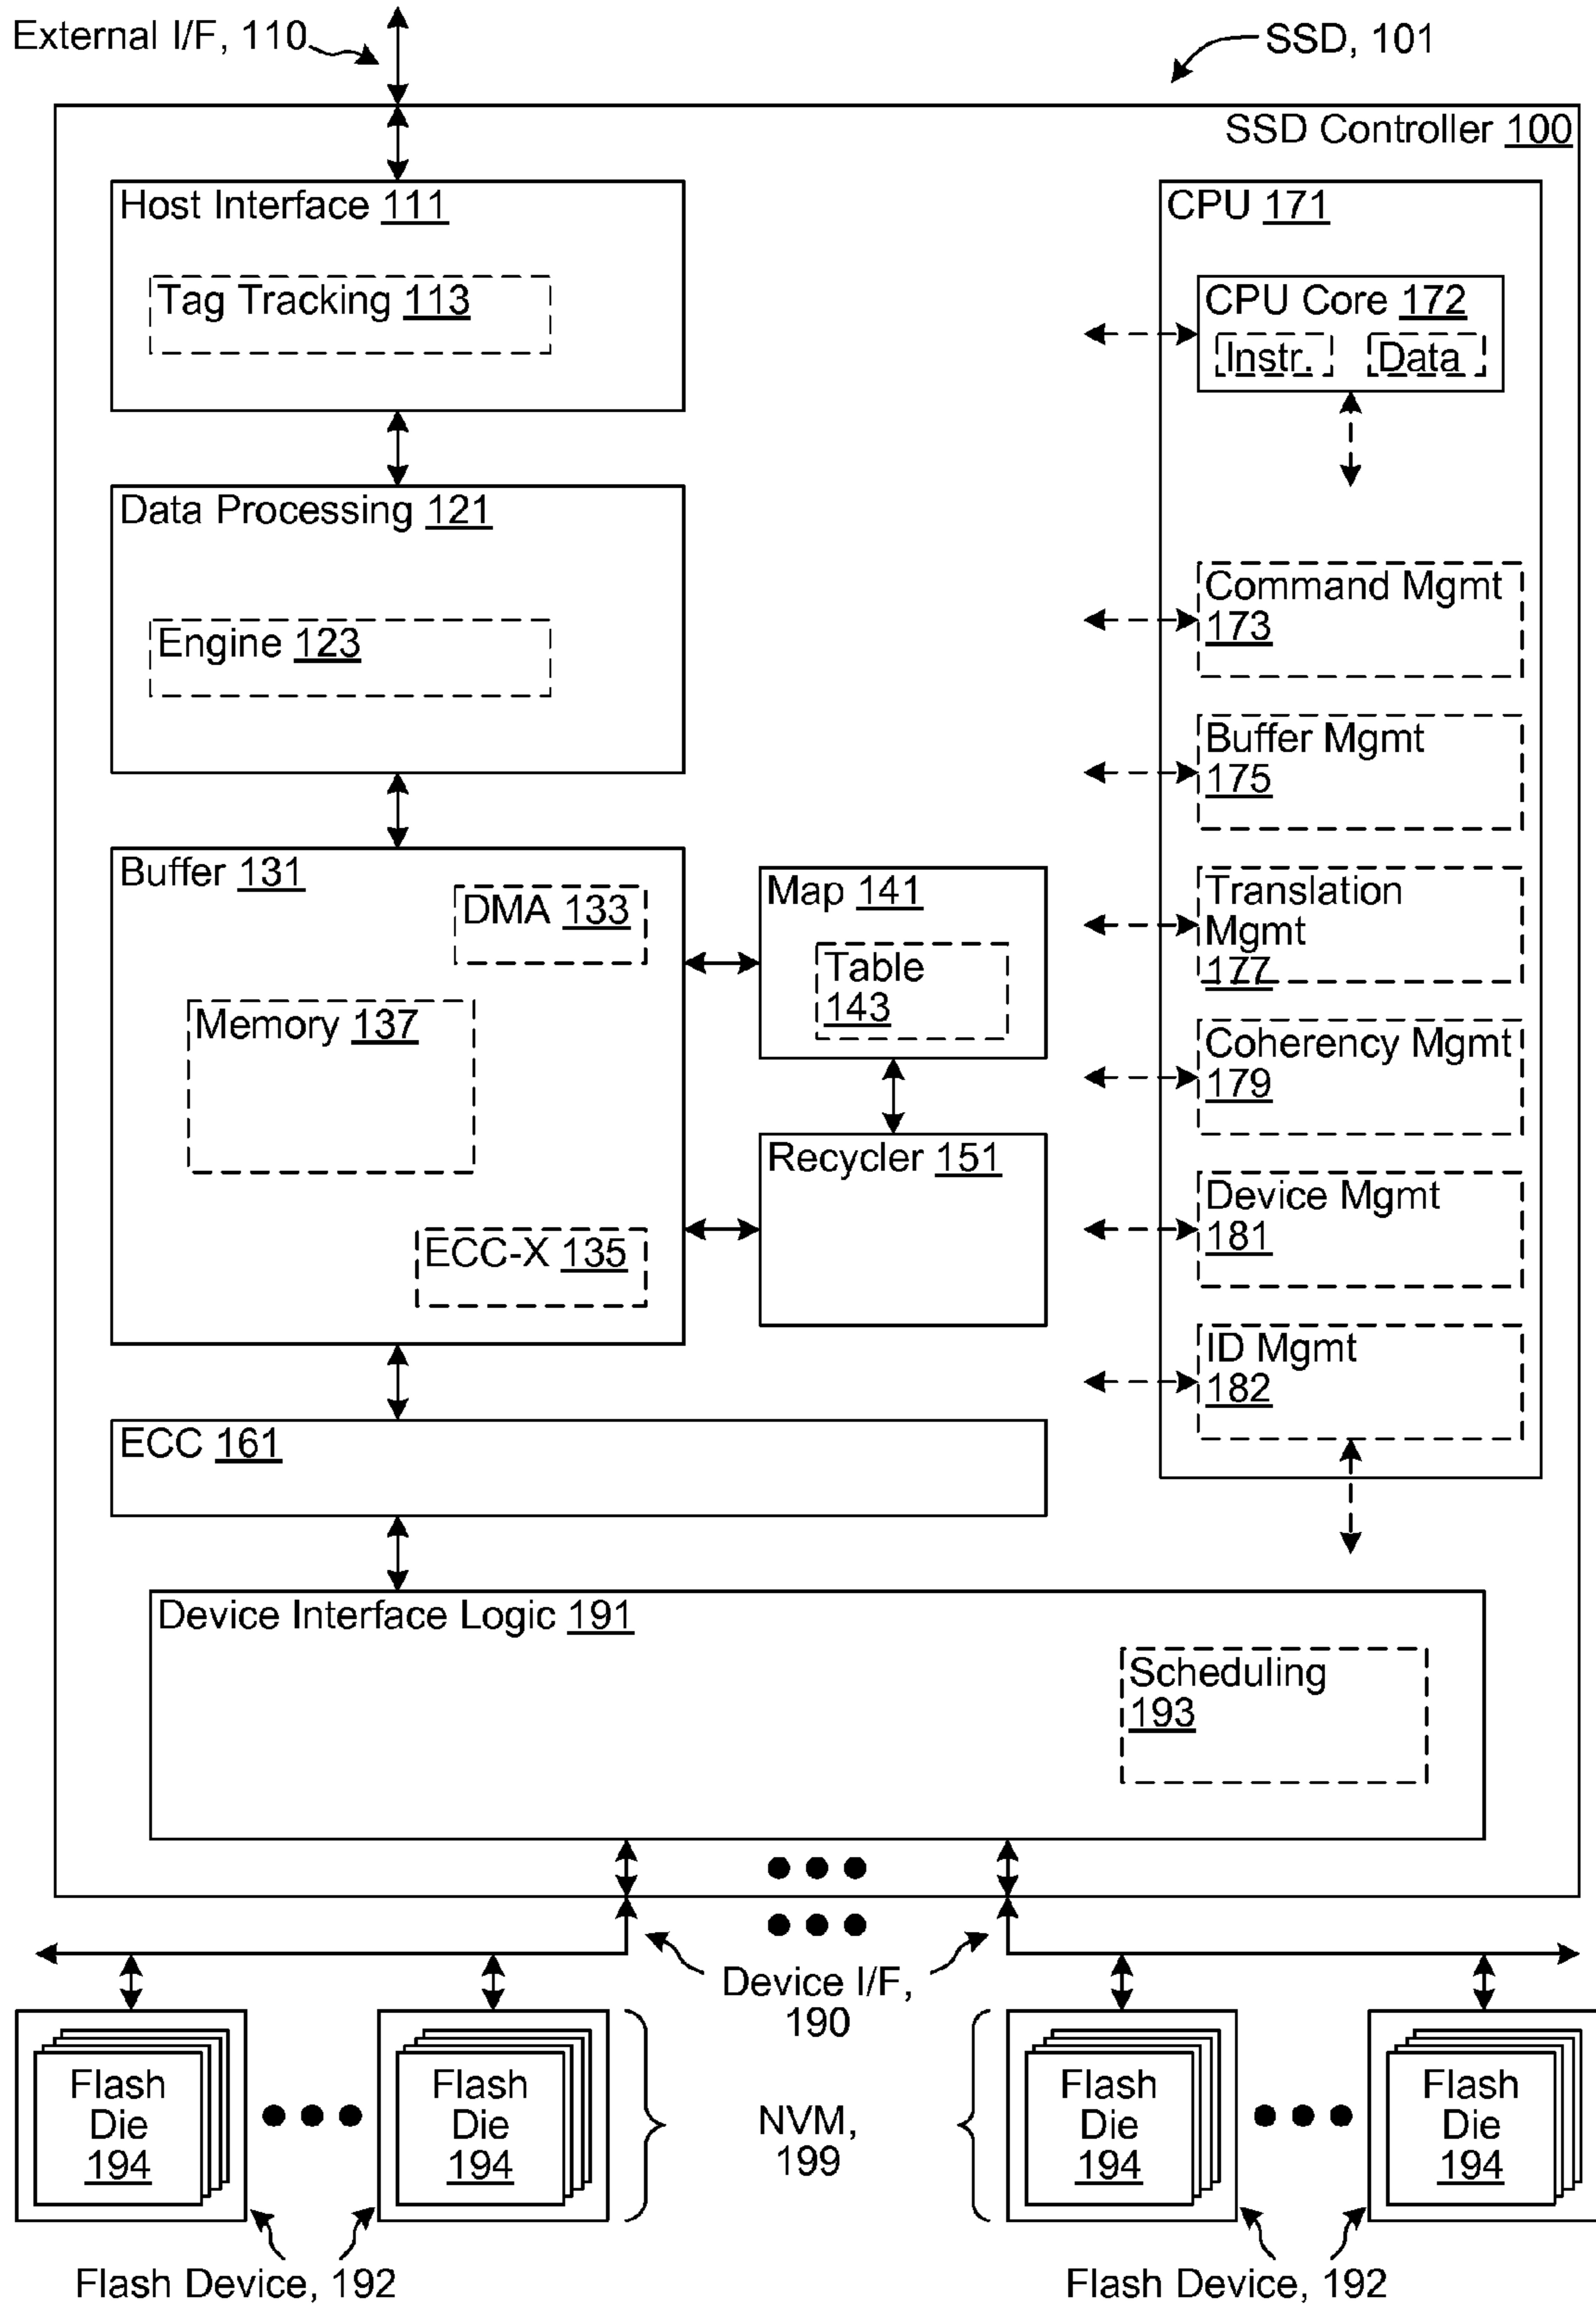 External I/F, 110
SSD, 101
SSD Controller 100
Host Interface 111
Tag Tracking 113
Data Processing 121
Engine 123
Buffer 131
DMA 133
Memory 137
ECC-X 135
Map 141
Table
143
Recycler 151
ECC 161
CPU 171
CPU Core 172
Instr.
Data
Command Mgmt
173
Buffer Mgmt
175
Translation
Mgmt
177
Coherency Mgmt
179
Device Mgmt
181
ID Mgmt
182
Device Interface Logic 191
Scheduling
193
Device I/F,
190
Flash
Die
194
Flash
Die
194
NVM,
199
Flash
Die
194
Flash
Die
194
Flash Device, 192
Flash Device, 192